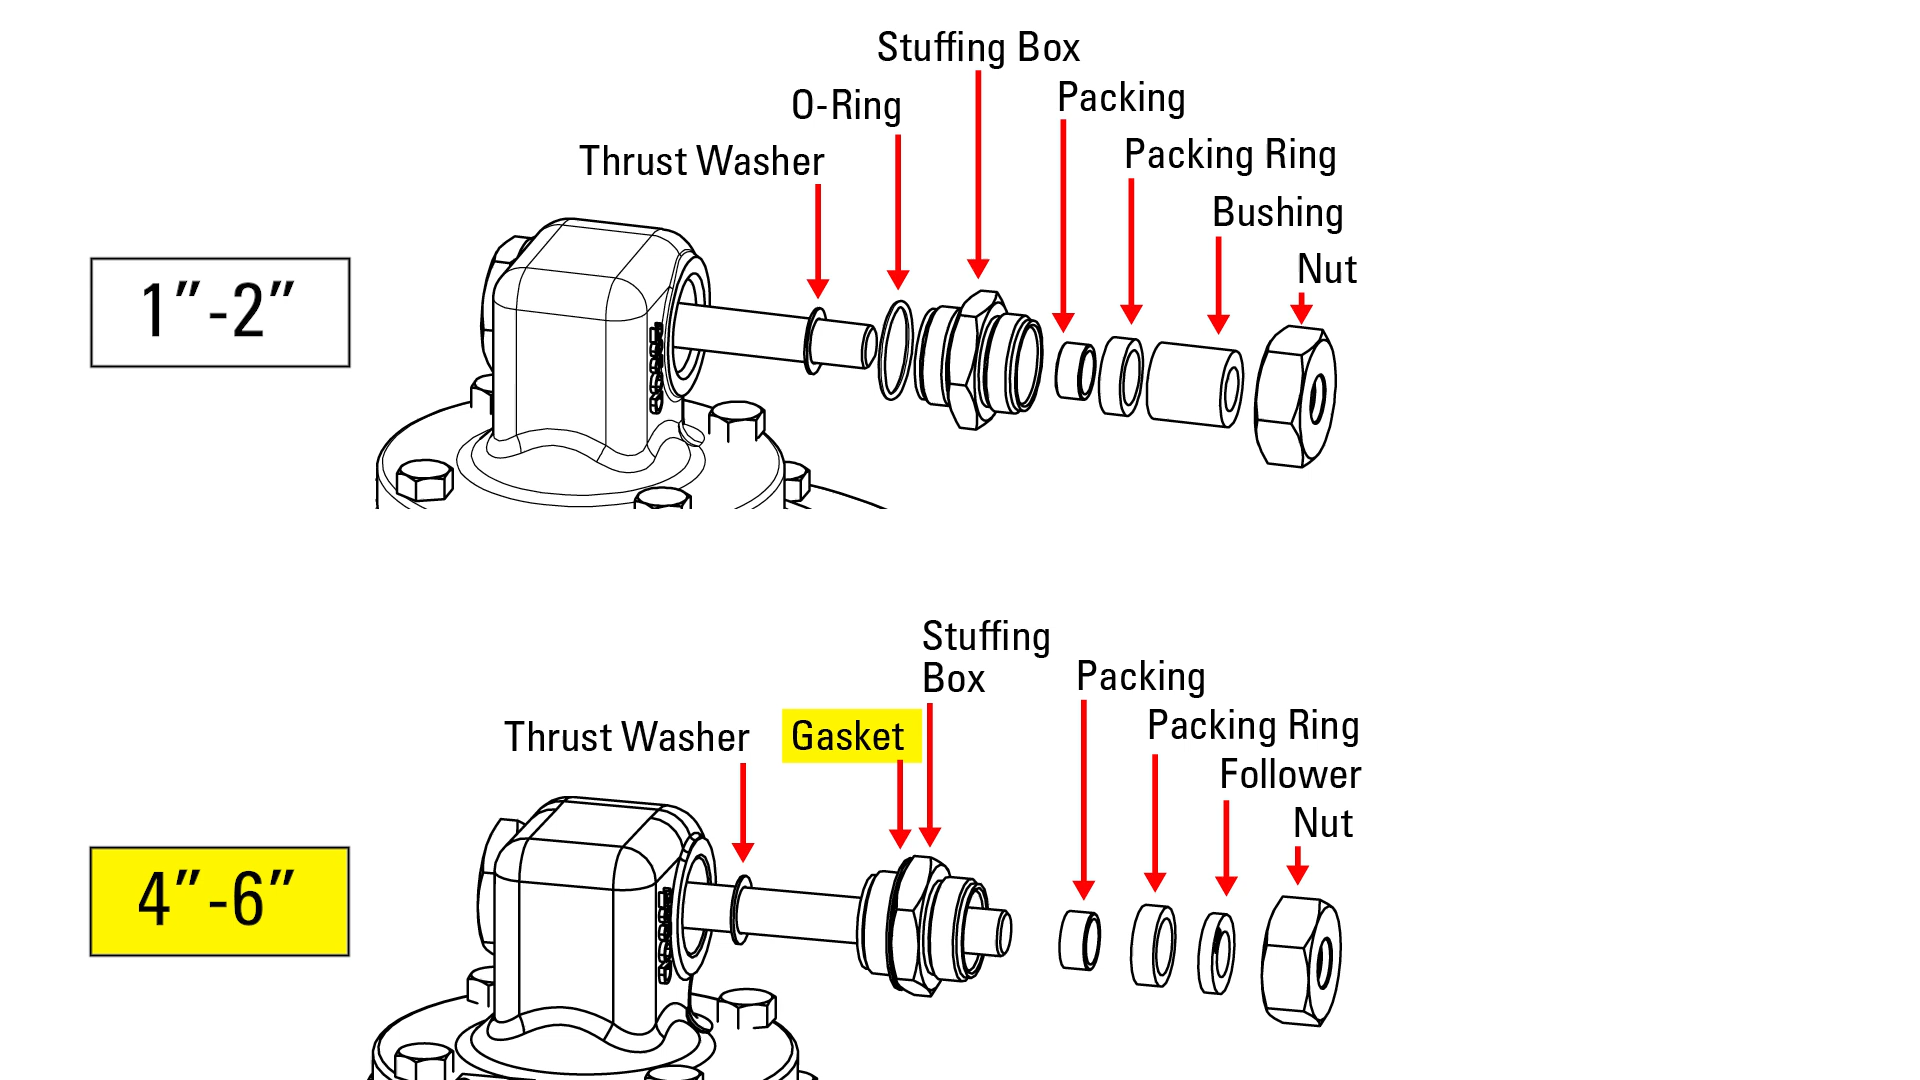 Stuffing Box
O-Ring
Packing
Thrust Washer
Packing Ring
Bushing
Nut
1”-2”
Stuffing
Box
Packing
Thrust Washer
Gasket
Packing Ring
Follower
Nut
4”-6”